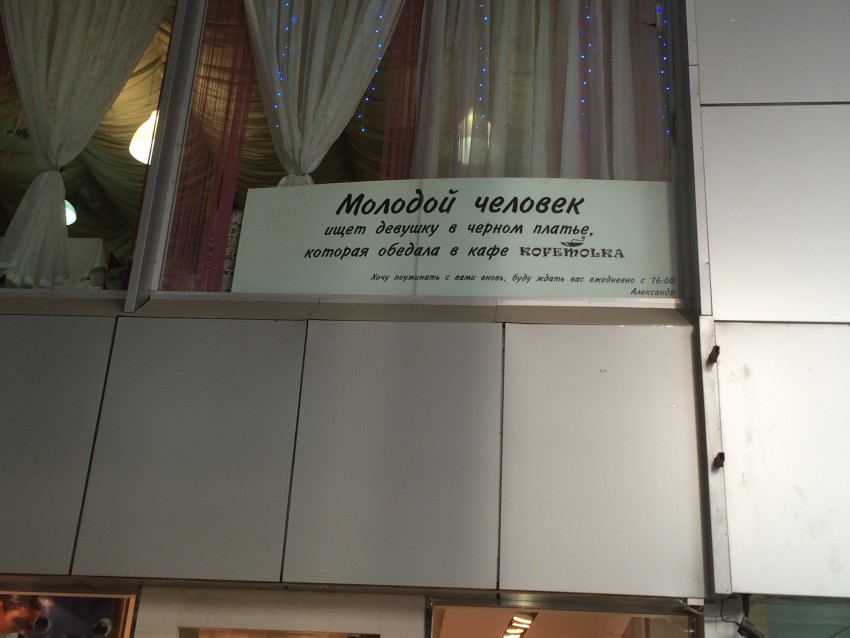 Молодой человек
ищет девушку в черном платье,
которая обедала в кафе KOFEMOLKA
Хочу поужинать с вами вновь, буду ждать вас ежедневно с 16:00
Александр